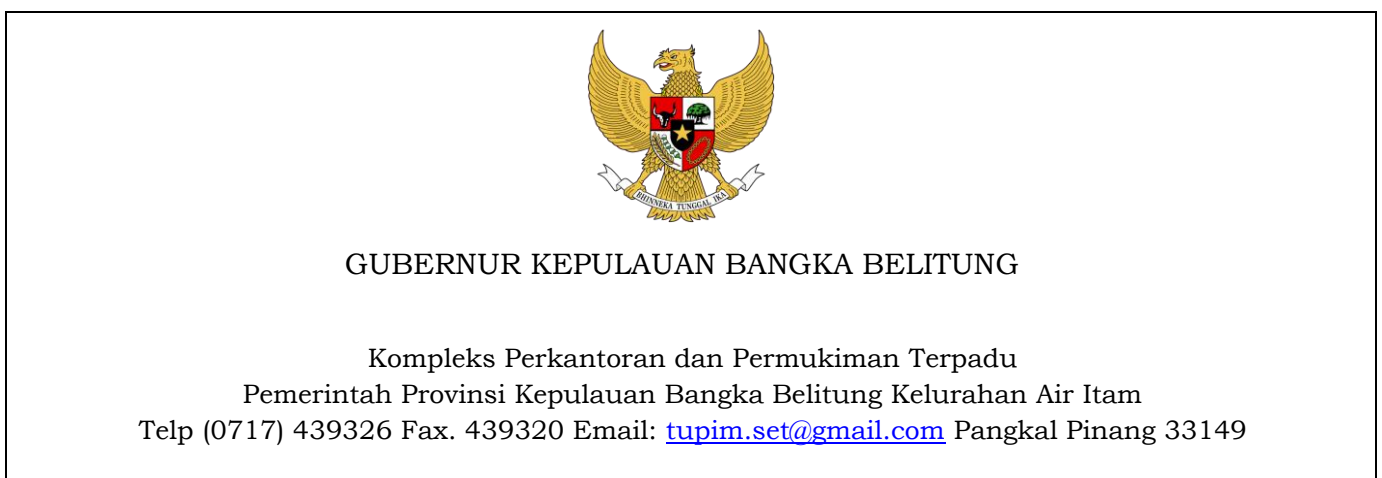 BHINNEKA TUNGGAL IKA
GUBERNUR KEPULAUAN BANGKA BELITUNG
Kompleks Perkantoran dan Permukiman Terpadu
Pemerintah Provinsi Kepulauan Bangka Belitung Kelurahan Air Itam
Telp (0717) 439326 Fax. 439320 Email: tupim.set@gmail.com Pangkal Pinang 33149